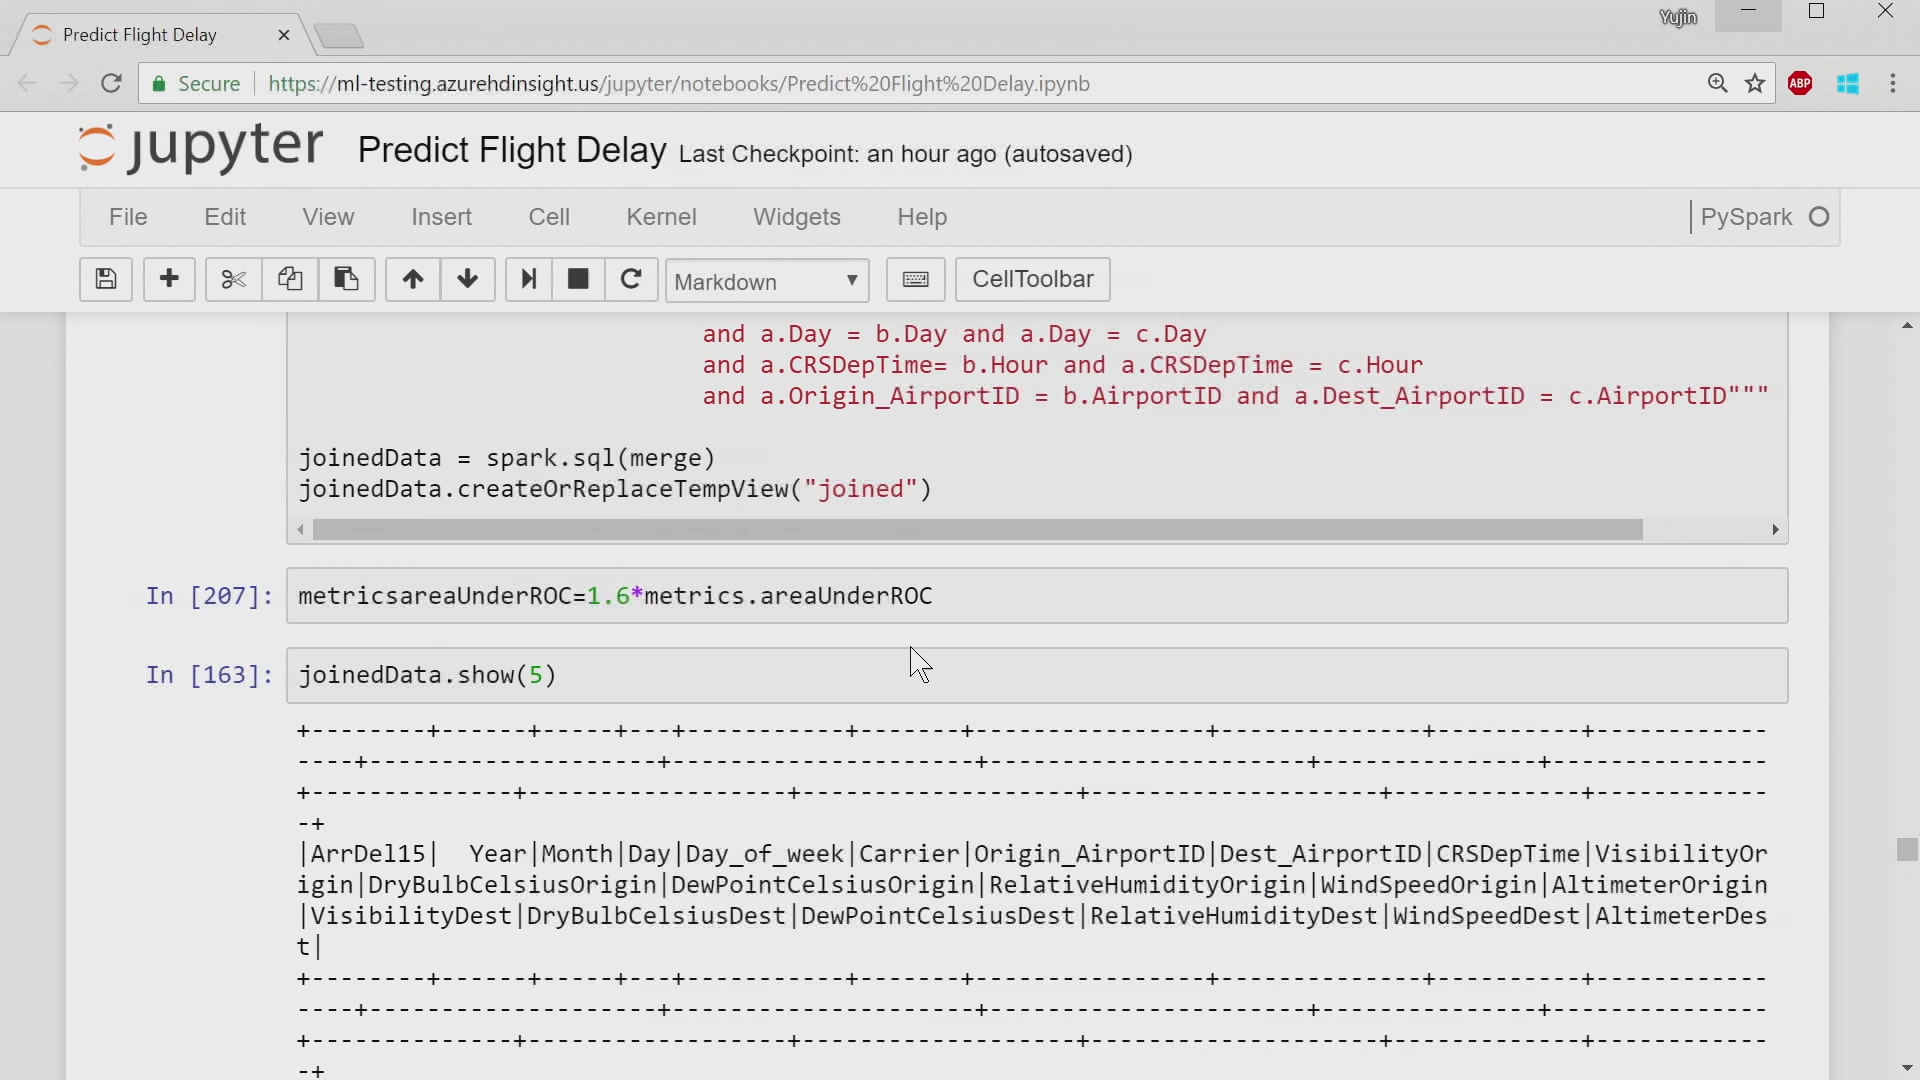 Predict Flight Delay
Yujin
Secure https://ml-testing.azurehdinsight.us/jupyter/notebooks/Predict%20Flight%20Delay.ipynb
ABP
jupyter Predict Flight Delay Last Checkpoint: an hour ago (autosaved)
File Edit View Insert Cell Kernel Widgets Help PySpark
Markdown CellToolbar
and a.Day = b.Day and a.Day = c.Day
and a.CRSDepTime= b.Hour and a.CRSDepTime = c.Hour
and a.Origin_AirportID = b.AirportID and a.Dest_AirportID = c.AirportID"""
joinedData = spark.sql(merge)
joinedData.createOrReplaceTempView("joined")
In [207]: metricsareaUnderROC=1.6*metrics.areaUnderROC
In [163]: joinedData.show(5)
+--------+------+-----+---+-----------+-------+----------------+--------------+----------+------------
----+--------------------+---------------------+----------------------+---------------+---------------
+--------------+------------------+-------------------+--------------------+-------------+------------
-+
|ArrDel15|  Year|Month|Day|Day_of_week|Carrier|Origin_AirportID|Dest_AirportID|CRSDepTime|VisibilityOr
igin|DryBulbCelsiusOrigin|DewPointCelsiusOrigin|RelativeHumidityOrigin|WindSpeedOrigin|AltimeterOrigin
|VisibilityDest|DryBulbCelsiusDest|DewPointCelsiusDest|RelativeHumidityDest|WindSpeedDest|AltimeterDes
t|
+--------+------+-----+---+-----------+-------+----------------+--------------+----------+------------
----+--------------------+---------------------+----------------------+---------------+---------------
+--------------+------------------+-------------------+--------------------+-------------+------------
-+